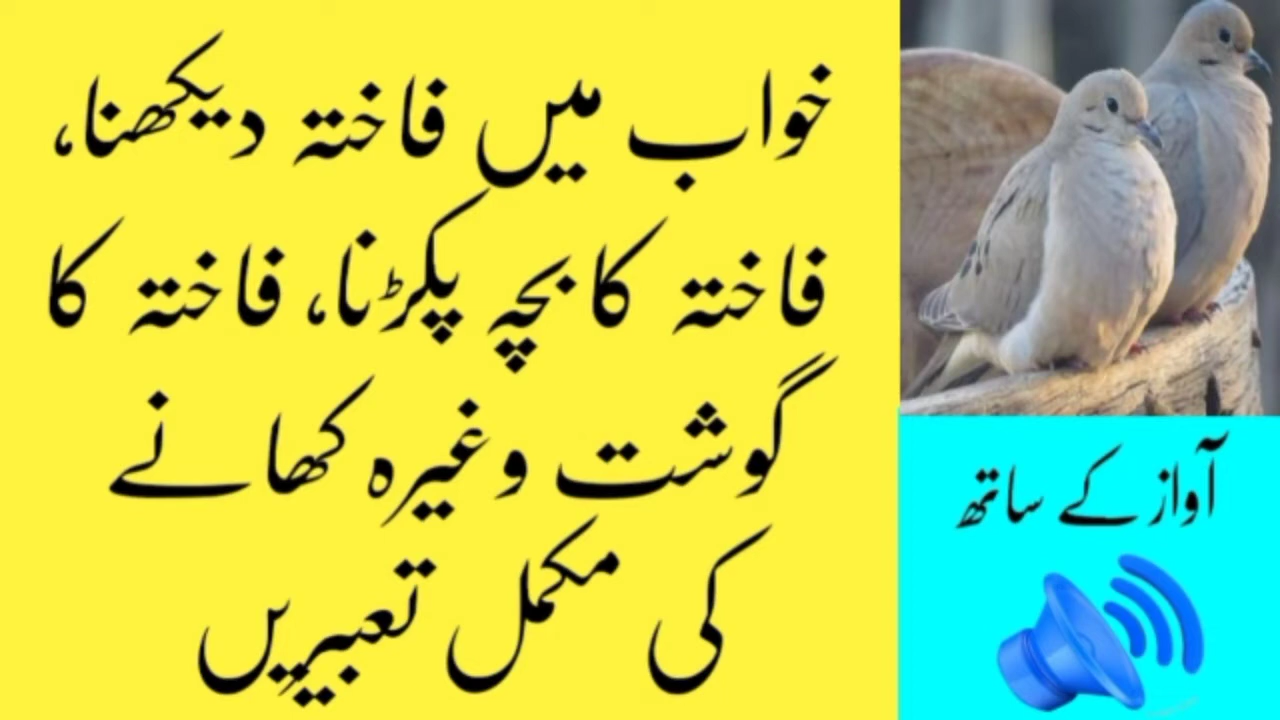 خواب میں فاختہ دیکھنا،
فاختہ کا بچہ پکڑنا، فاختہ کا
گوشت وغیرہ کھانے
کی مکمل تعبیریں
آواز کے ساتھ